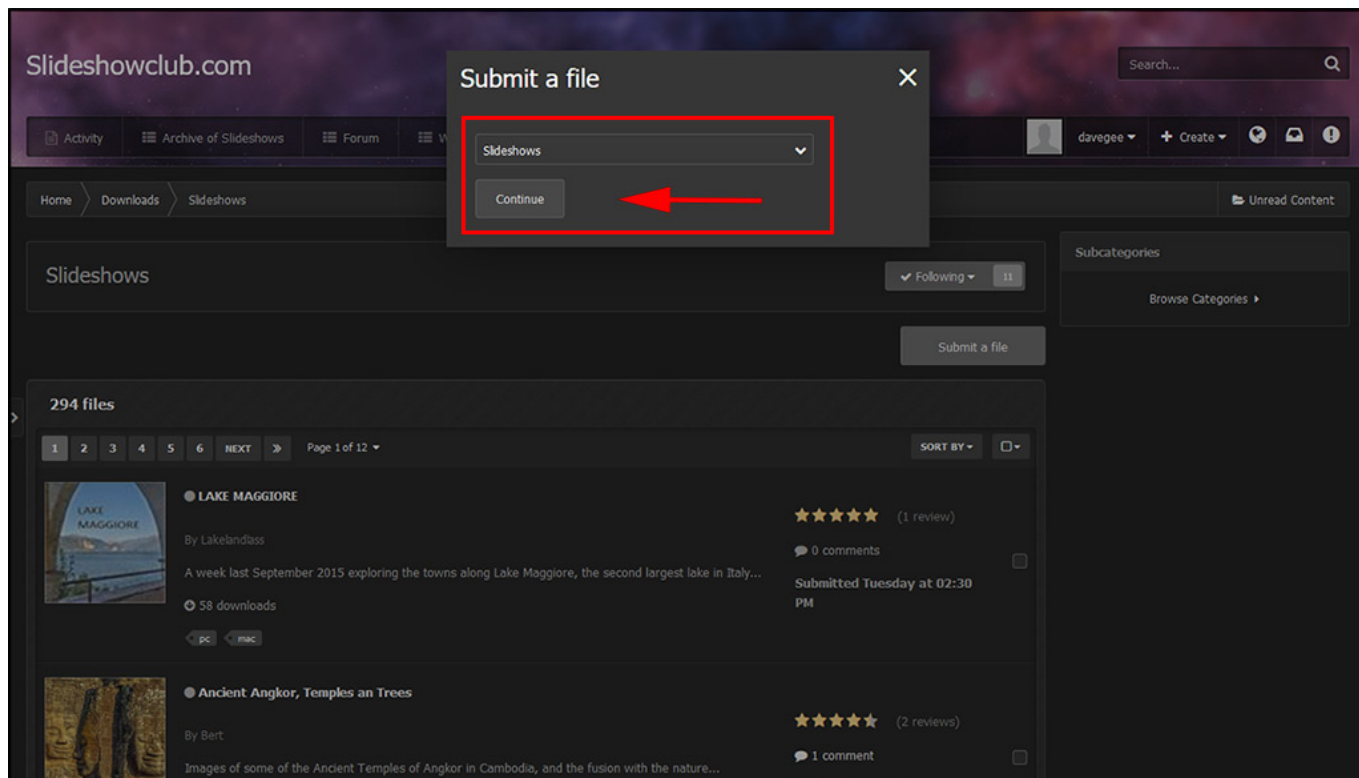 Slideshowclub.com
Submit a file
Search...
Activity
Archive of Slideshows
Forum
W
Slideshows
davegee
Create
Continue
Home
Downloads
Slideshows
Unread Content
Slideshows
Following
11
Subcategories
Browse Categories
Submit a file
294 files
1 2 3 4 5 6 NEXT Page 1 of 12
SORT BY
LAKE
MAGGIORE
LAKE MAGGIORE
By Lakelandlass
A week last September 2015 exploring the towns along Lake Maggiore, the second largest lake in Italy...
58 downloads
pc mac
(1 review)
0 comments
Submitted Tuesday at 02:30
PM
Ancient Angkor, Temples an Trees
By Bert
Images of some of the Ancient Temples of Angkor in Cambodia, and the fusion with the nature...
(2 reviews)
1 comment